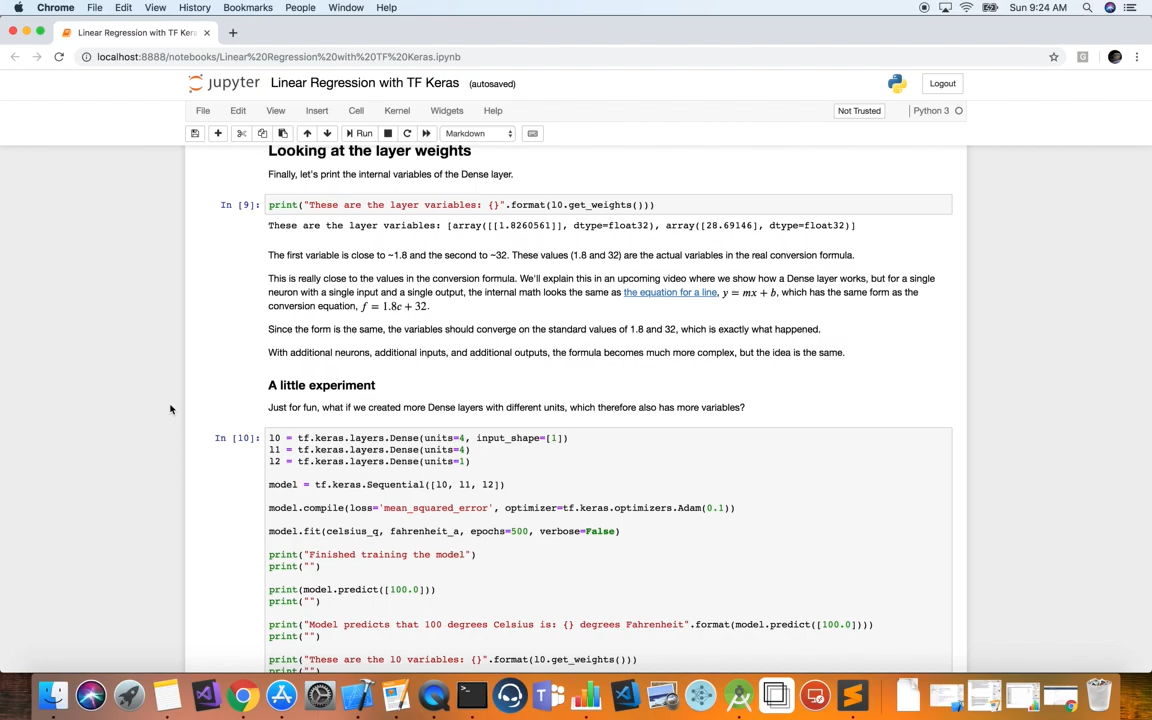 Chrome File Edit View History Bookmarks People Window Help Sun 9:24 AM
Linear Regression with TF Kera
localhost:8888/notebooks/Linear%20Regression%20with%20TF%20Keras.ipynb
jupyter Linear Regression with TF Keras (autosaved) Logout
File Edit View Insert Cell Kernel Widgets Help Not Trusted Python 3
Run Markdown
Looking at the layer weights
Finally, let's print the internal variables of the Dense layer.
In [9]: print("These are the layer variables: {}".format(l0.get_weights()))
These are the layer variables: [array([[1.8260561]], dtype=float32), array([28.69146], dtype=float32)]
The first variable is close to ~1.8 and the second to ~32. These values (1.8 and 32) are the actual variables in the real conversion formula.
This is really close to the values in the conversion formula. We'll explain this in an upcoming video where we show how a Dense layer works, but for a single
neuron with a single input and a single output, the internal math looks the same as the equation for a line, y = mx + b, which has the same form as the
conversion equation, f = 1.8c + 32.
Since the form is the same, the variables should converge on the standard values of 1.8 and 32, which is exactly what happened.
With additional neurons, additional inputs, and additional outputs, the formula becomes much more complex, but the idea is the same.
A little experiment
Just for fun, what if we created more Dense layers with different units, which therefore also has more variables?
In [10]: l0 = tf.keras.layers.Dense(units=4, input_shape=[1])
l1 = tf.keras.layers.Dense(units=4)
l2 = tf.keras.layers.Dense(units=1)
model = tf.keras.Sequential([l0, l1, l2])
model.compile(loss='mean_squared_error', optimizer=tf.keras.optimizers.Adam(0.1))
model.fit(celsius_q, fahrenheit_a, epochs=500, verbose=False)
print("Finished training the model")
print("")
print(model.predict([100.0]))
print("")
print("Model predicts that 100 degrees Celsius is: {} degrees Fahrenheit".format(model.predict([100.0])))
print("")
print("These are the l0 variables: {}".format(l0.get_weights()))
print("")